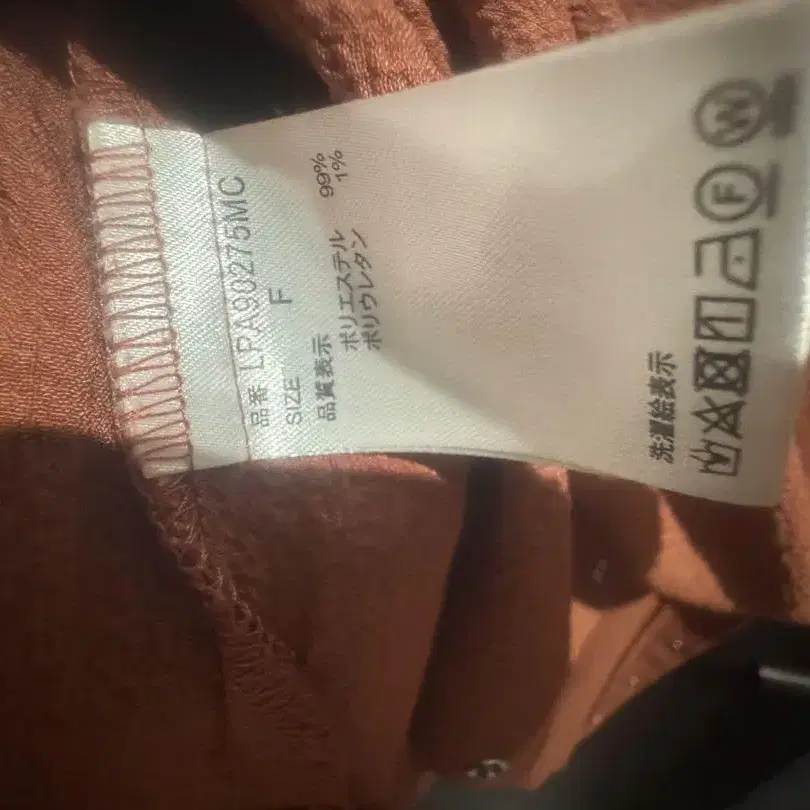 品番 LPA90275MC
SIZE F
品質表示
ポリエステル 99%
ポリウレタン 1%
洗濯絵表示
F W